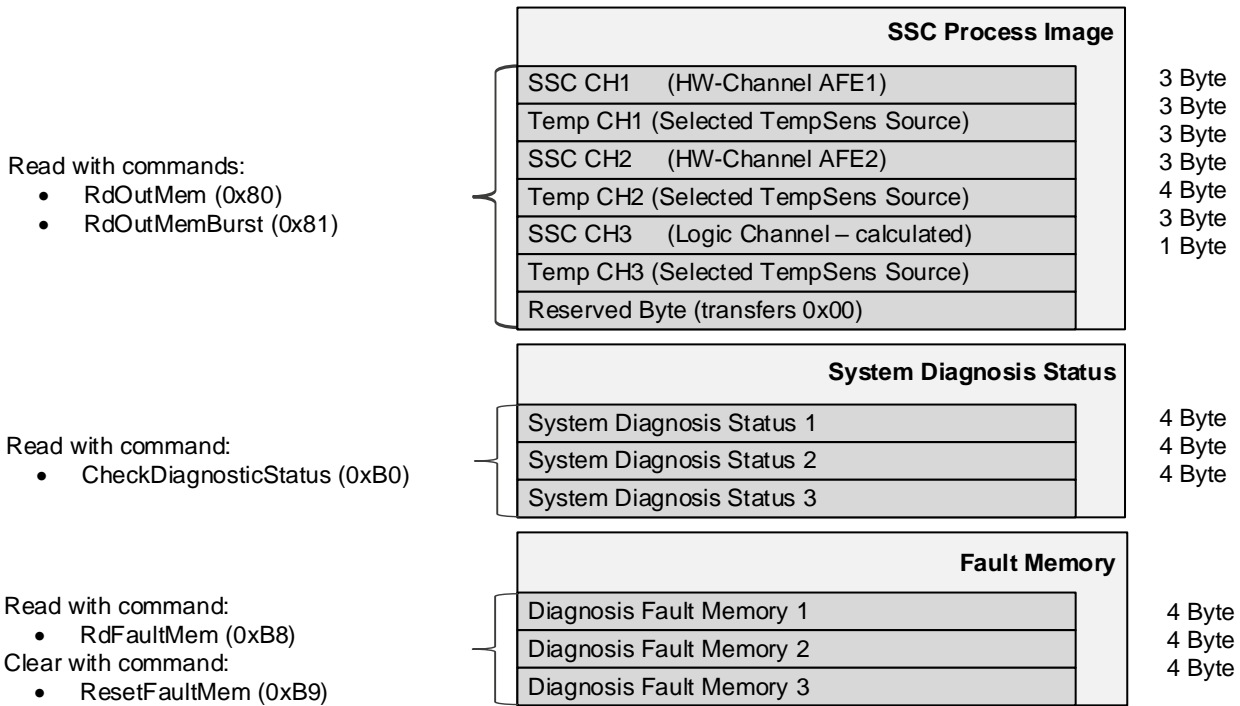 SSC Process Image
Read with commands:
• RdOutMem (0x80)
• RdOutMemBurst (0x81)
SSC CH1 (HW-Channel AFE1)
Temp CH1 (Selected TempSens Source)
SSC CH2 (HW-Channel AFE2)
Temp CH2 (Selected TempSens Source)
SSC CH3 (Logic Channel – calculated)
Temp CH3 (Selected TempSens Source)
Reserved Byte (transfers 0x00)
3 Byte
3 Byte
3 Byte
3 Byte
4 Byte
3 Byte
1 Byte
System Diagnosis Status
Read with command:
• CheckDiagnosticStatus (0xB0)
System Diagnosis Status 1
System Diagnosis Status 2
System Diagnosis Status 3
4 Byte
4 Byte
4 Byte
Fault Memory
Read with command:
• RdFaultMem (0xB8)
Clear with command:
• ResetFaultMem (0xB9)
Diagnosis Fault Memory 1
Diagnosis Fault Memory 2
Diagnosis Fault Memory 3
4 Byte
4 Byte
4 Byte